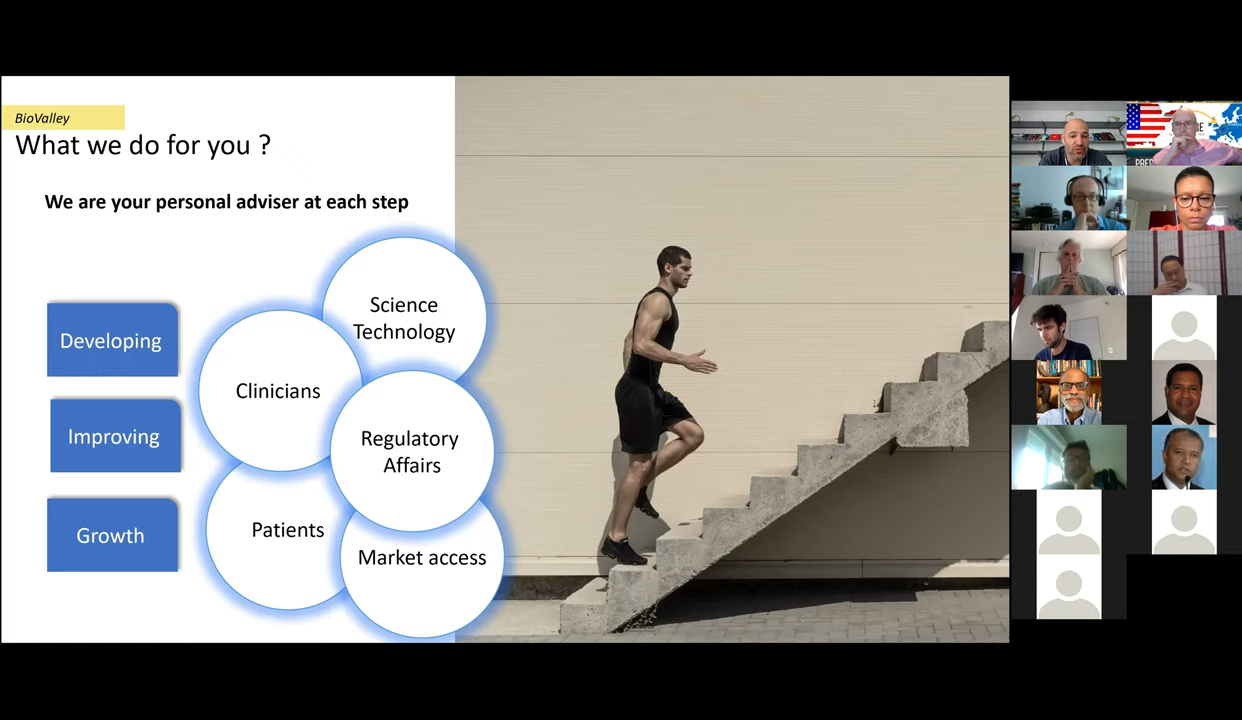 BioValley
What we do for you ?
We are your personal adviser at each step
Developing
Improving
Growth
Science
Technology
Clinicians
Regulatory
Affairs
Patients
Market access